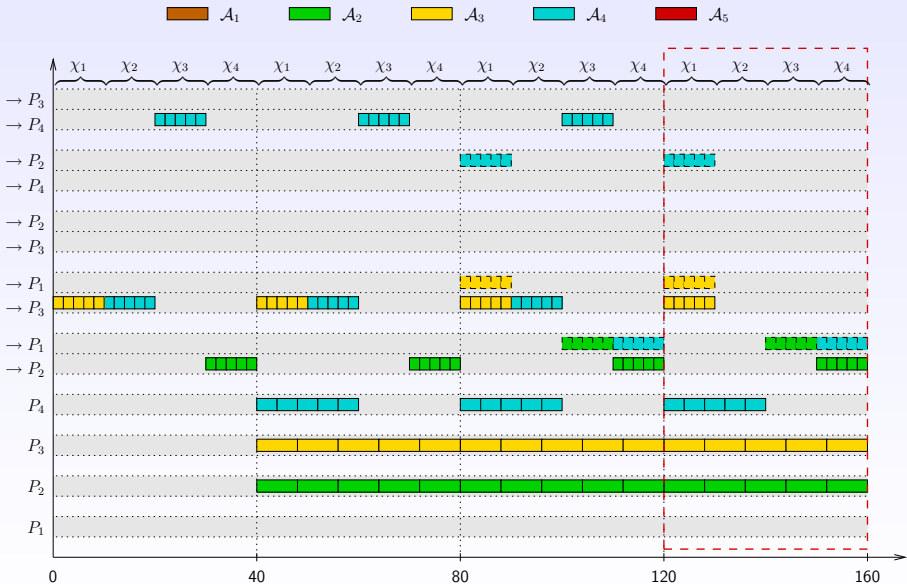 𝒜₁ 𝒜₂ 𝒜₃ 𝒜₄ 𝒜₅
χ₁ χ₂ χ₃ χ₄ χ₁ χ₂ χ₃ χ₄ χ₁ χ₂ χ₃ χ₄ χ₁ χ₂ χ₃ χ₄
→ P₃
→ P₄
→ P₂
→ P₄
→ P₂
→ P₃
→ P₁
→ P₃
→ P₁
→ P₂
P₄
P₃
P₂
P₁
0 40 80 120 160